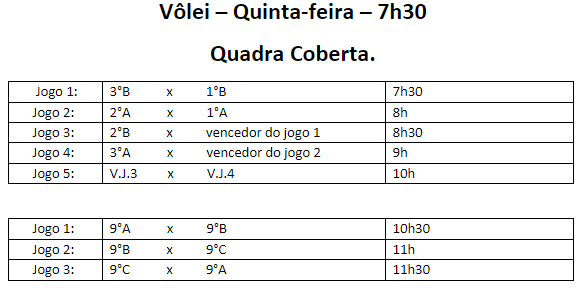 Vôlei – Quinta-feira – 7h30
Quadra Coberta.
Jogo 1: 3°B x 1°B 7h30
Jogo 2: 2°A x 1°A 8h
Jogo 3: 2°B x vencedor do jogo 1 8h30
Jogo 4: 3°A x vencedor do jogo 2 9h
Jogo 5: V.J.3 x V.J.4 10h
Jogo 1: 9°A x 9°B 10h30
Jogo 2: 9°B x 9°C 11h
Jogo 3: 9°C x 9°A 11h30